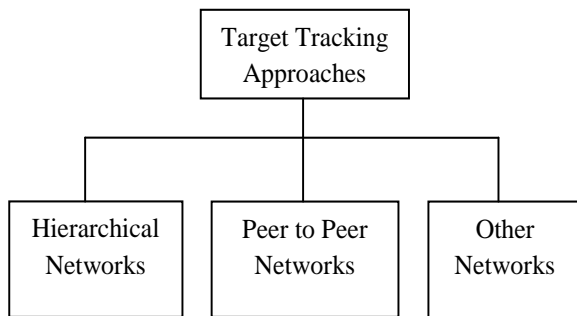 Target Tracking
Approaches
Hierarchical
Networks
Peer to Peer
Networks
Other
Networks